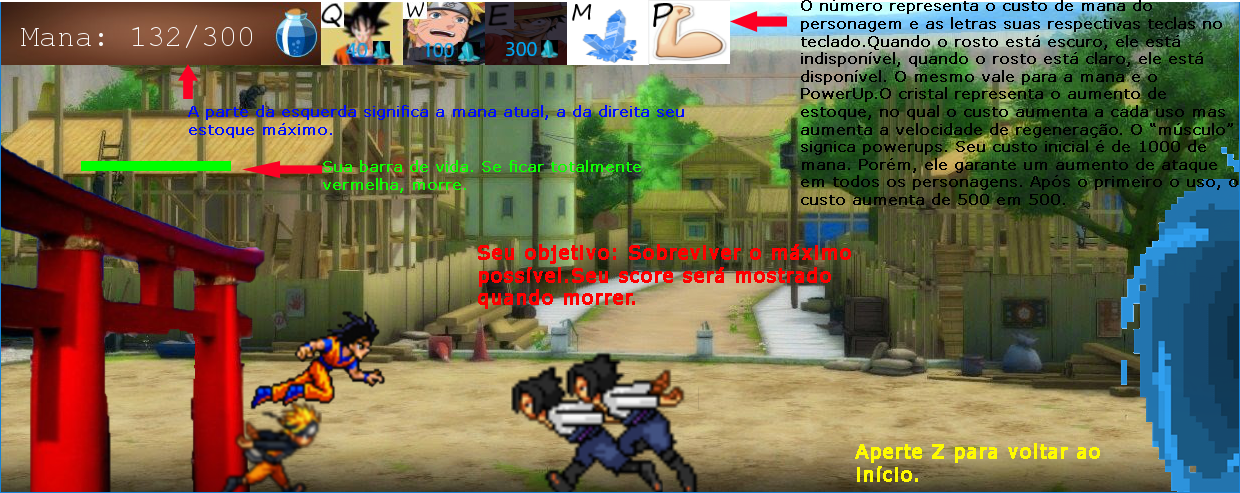 Mana: 132/300
Q
40
W
100
E
300
M
P
O número representa o custo de mana do
personagem e as letras suas respectivas teclas no
teclado.Quando o rosto está escuro, ele está
indisponível, quando o rosto está claro, ele está
disponível. O mesmo vale para a mana e o
PowerUp.O cristal representa o aumento de
estoque, no qual o custo aumenta a cada uso mas
aumenta a velocidade de regeneração. O "músculo"
signica powerups. Seu custo inicial é de 1000 de
mana. Porém, ele garante um aumento de ataque
em todos os personagens. Após o primeiro o uso, o
custo aumenta de 500 em 500.
A parte da esquerda significa a mana atual, a da direita seu
estoque máximo.
Sua barra de vida. Se ficar totalmente
vermelha, morre.
Seu objetivo: Sobreviver o máximo
possível.Seu score será mostrado
quando morrer.
Aperte Z para voltar ao
início.